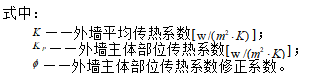 式中：
K ——外墙平均传热系数[w/(m²·K)]；
Kₚ——外墙主体部位传热系数[w/(m²·K)]；
ϕ ——外墙主体部位传热系数修正系数。